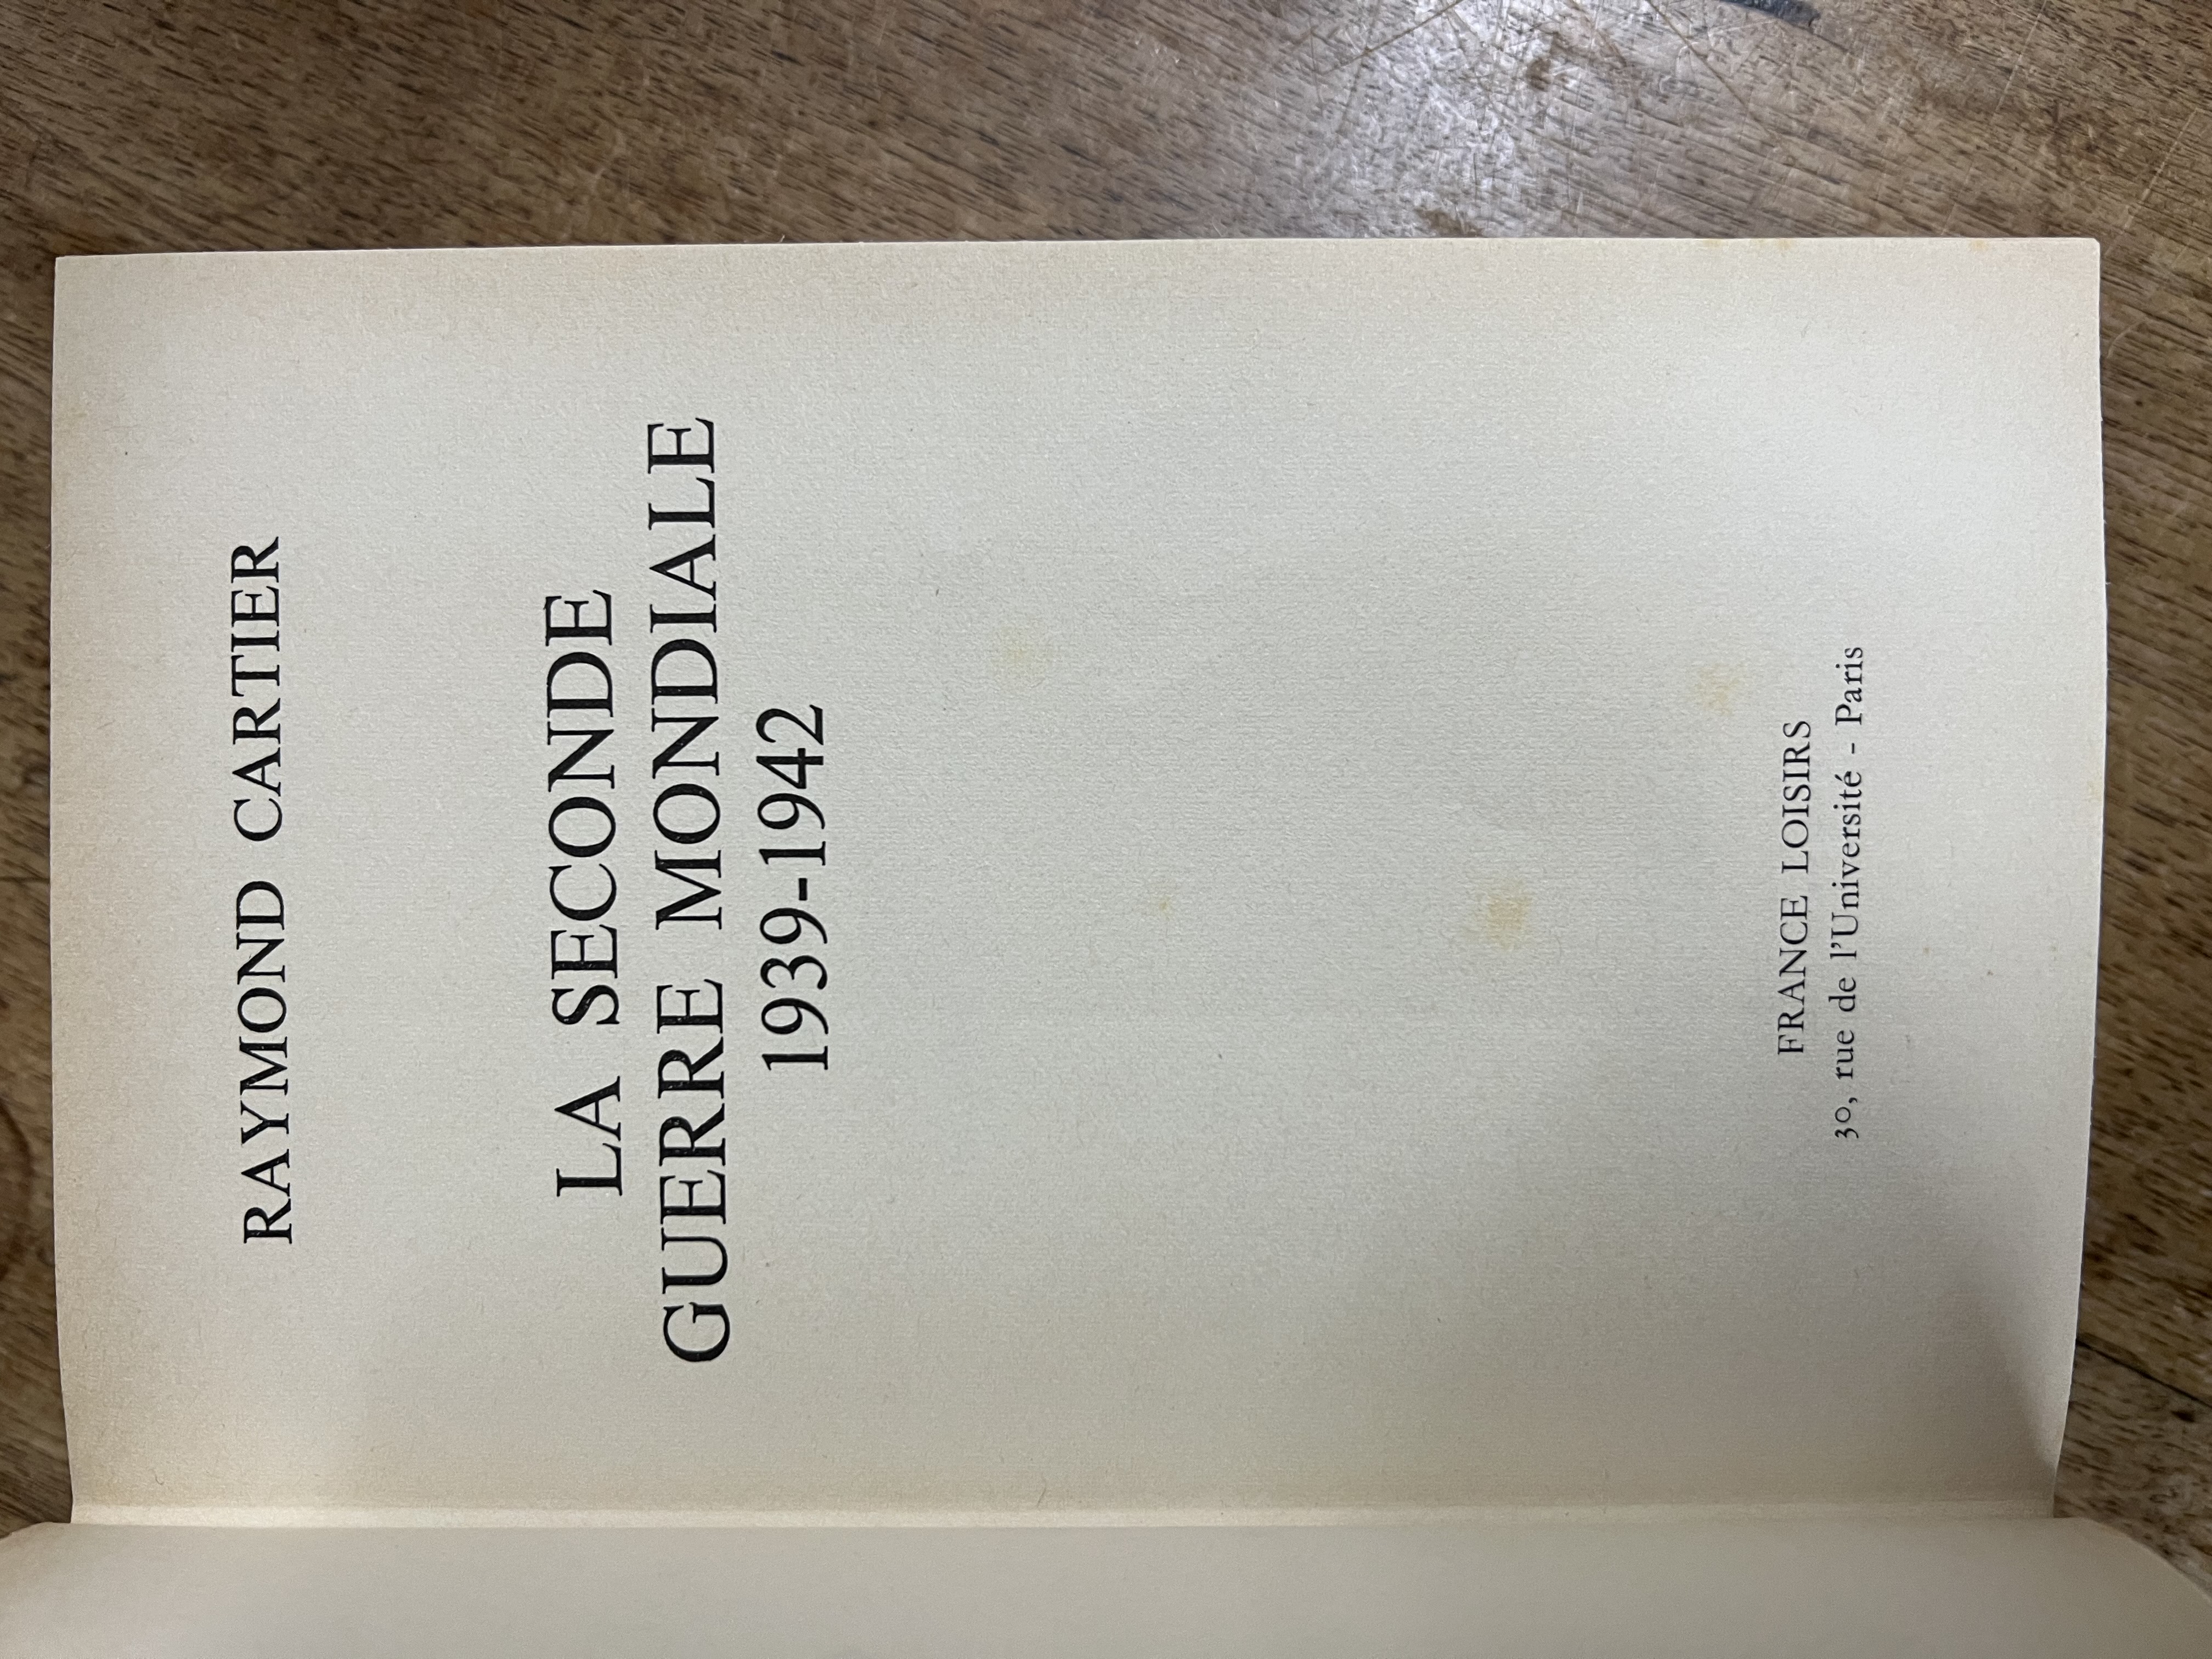 RAYMOND CARTIER
LA SECONDE
GUERRE MONDIALE
1939-1942
FRANCE LOISIRS
30, rue de l'Université - Paris